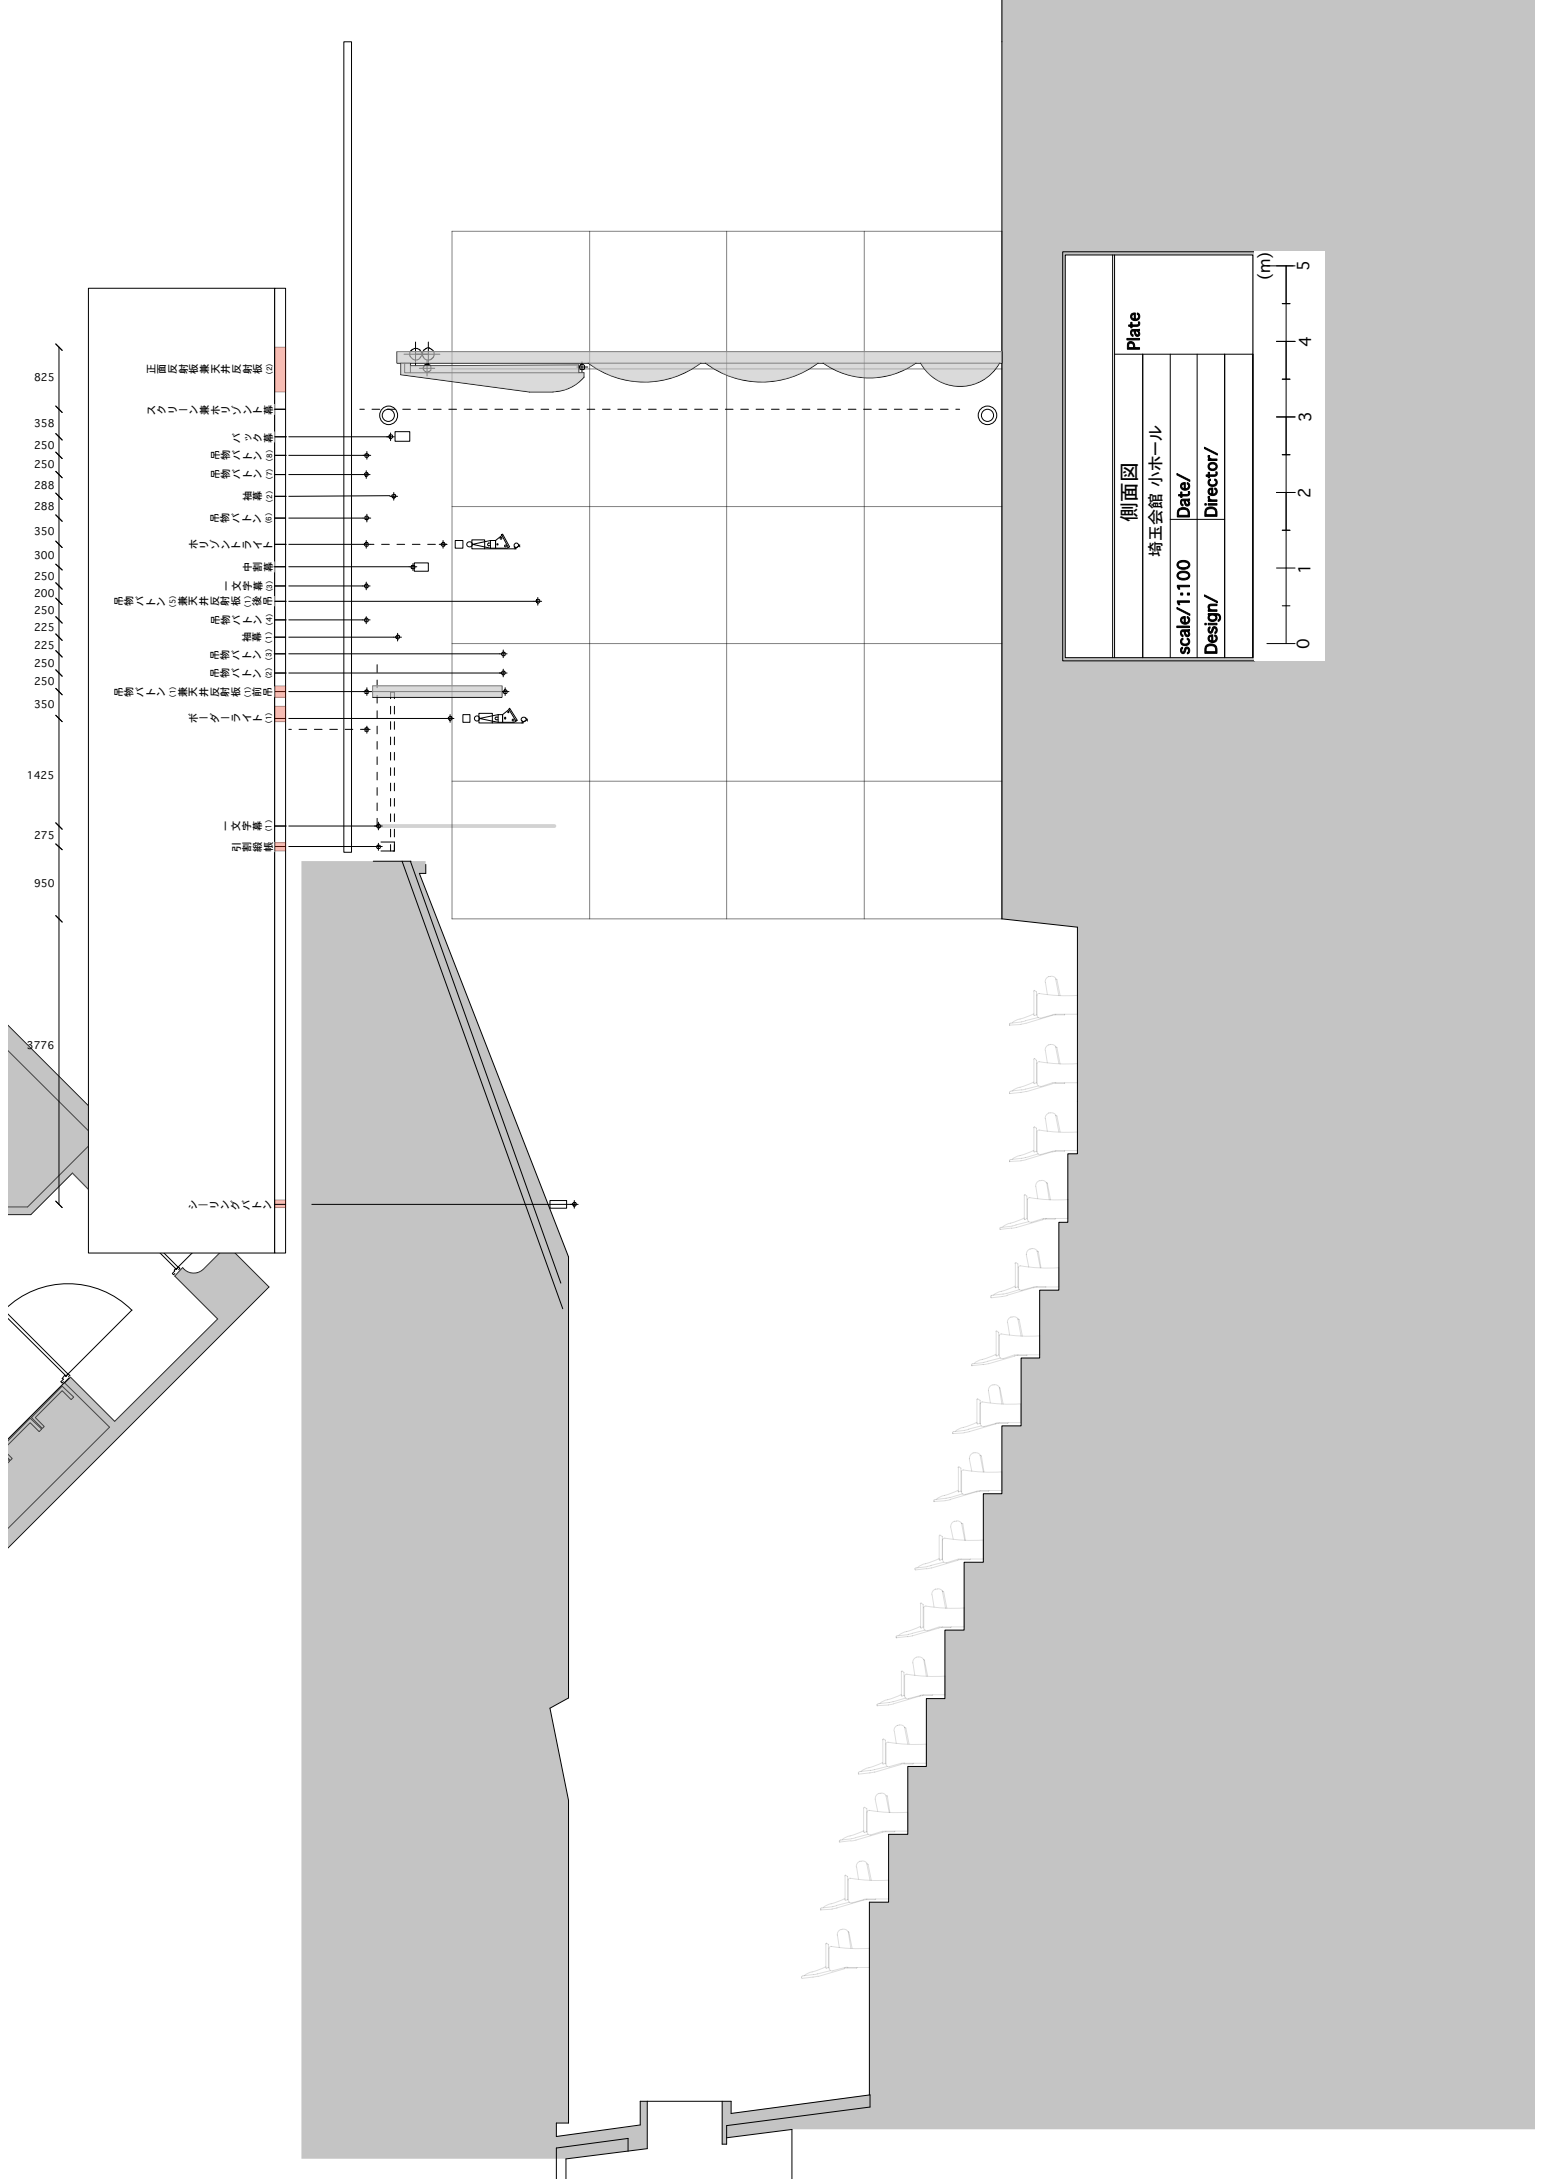 825
358
250
250
288
288
350
300
250
200
250
225
225
250
250
350
1425
275
950
3776
正面反射板兼天井反射板(2)
スクリーン兼ホリゾント幕
バック幕
吊物バトン(8)
吊物バトン(7)
袖幕(2)
吊物バトン(6)
ホリゾントライト
中割幕
一文字幕(3)
吊物バトン(5)兼天井反射板(1)後吊
吊物バトン(4)
袖幕(1)
吊物バトン(3)
吊物バトン(2)
吊物バトン(1)兼天井反射板(1)前吊
ボーダーライト(1)
一文字幕(1)
引割緞帳
シーリングバトン
Plate
側面図
埼玉会館 小ホール
scale/1:100 Date/
Design/ Director/
(m)
0 1 2 3 4 5